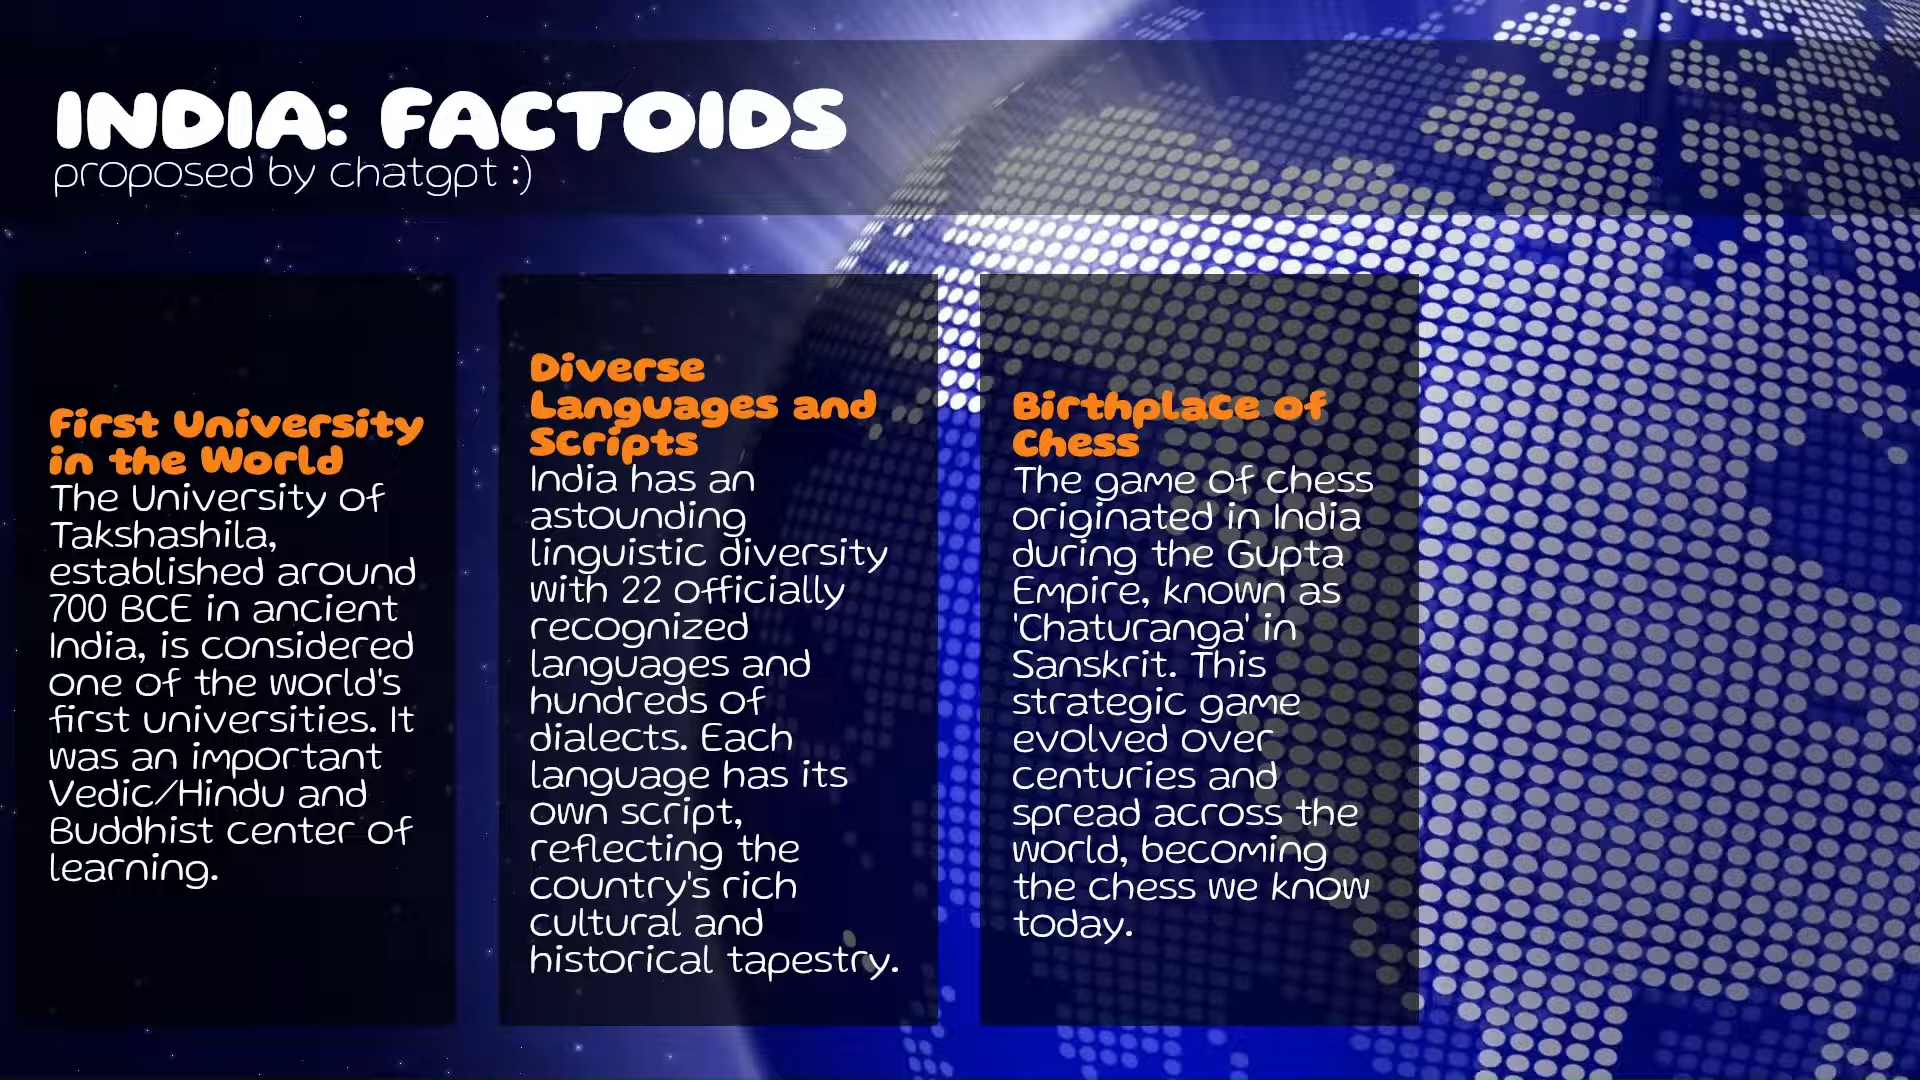 INDIA: FACTOIDS
proposed by chatgpt :)
First University
in the World
The University of
Takshashila,
established around
700 BCE in ancient
India, is considered
one of the world's
first universities. It
was an important
Vedic/Hindu and
Buddhist center of
learning.
Diverse
Languages and
Scripts
India has an
astounding
linguistic diversity
with 22 officially
recognized
languages and
hundreds of
dialects. Each
language has its
own script,
reflecting the
country's rich
cultural and
historical tapestry.
Birthplace of
Chess
The game of chess
originated in India
during the Gupta
Empire, known as
'Chaturanga' in
Sanskrit. This
strategic game
evolved over
centuries and
spread across the
world, becoming
the chess we know
today.